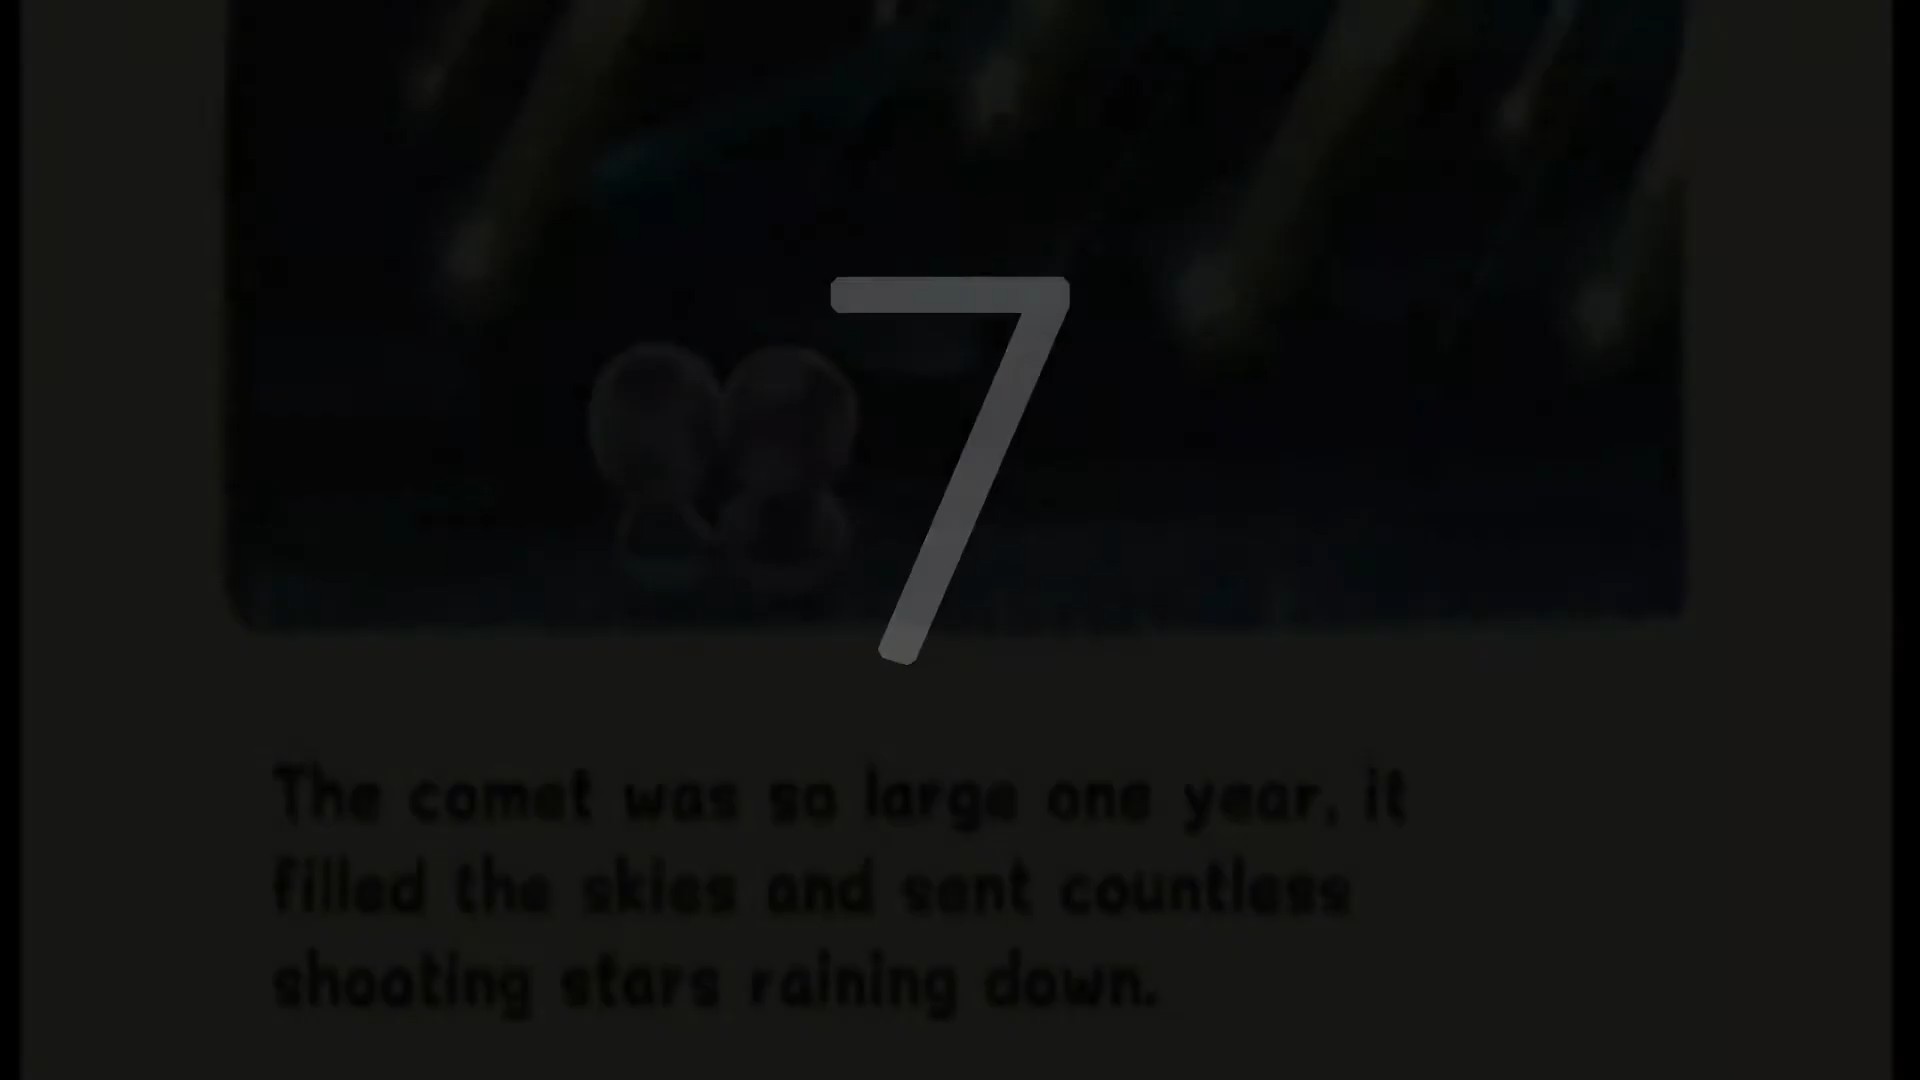 7
The comet was so large one year, it
filled the skies and sent countless
shooting stars raining down.